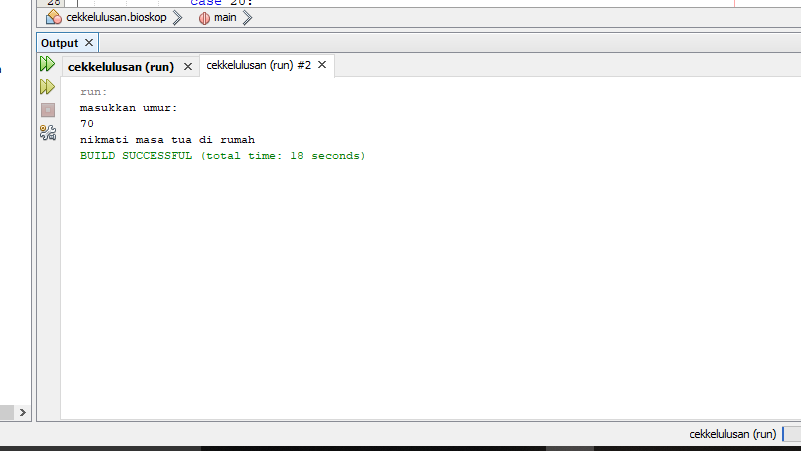 28 case 20:
cekkelulusan.bioskop main
Output
cekkelulusan (run) cekkelulusan (run) #2
run:
masukkan umur:
70
nikmati masa tua di rumah
BUILD SUCCESSFUL (total time: 18 seconds)
cekkelulusan (run)